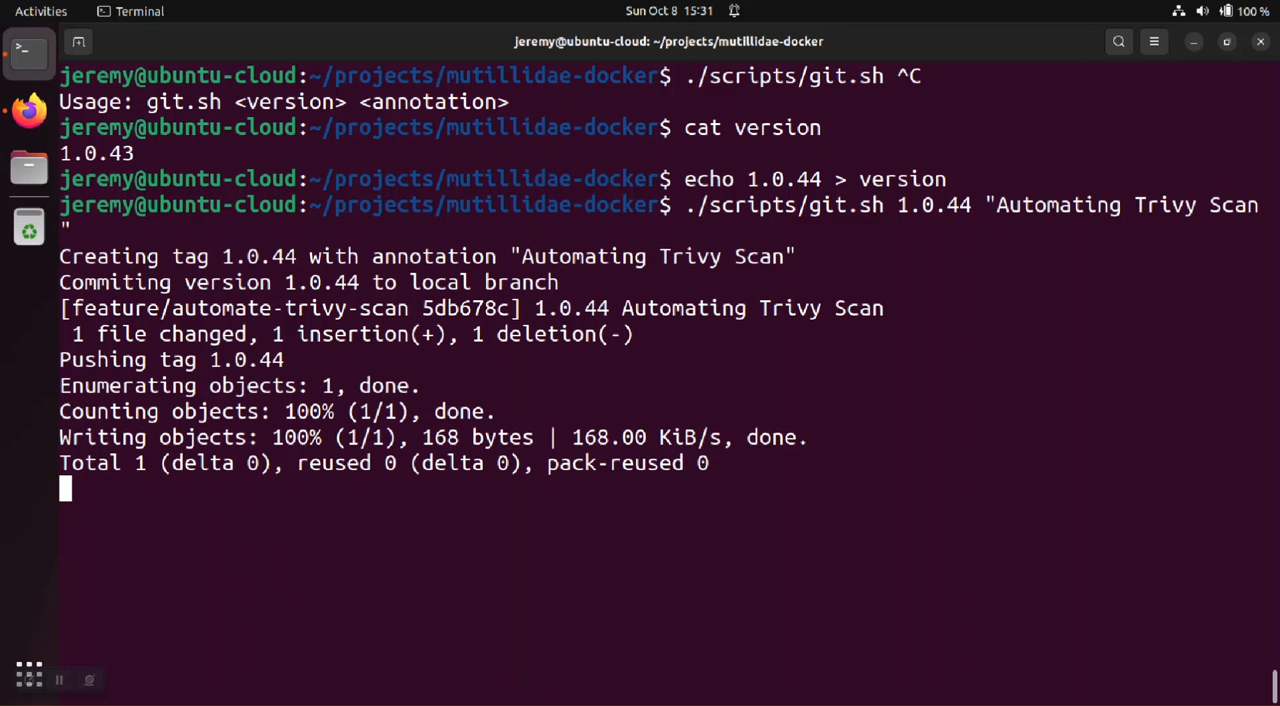 Activities
Terminal
Sun Oct 8 15:31
100 %
jeremy@ubuntu-cloud: ~/projects/mutillidae-docker
jeremy@ubuntu-cloud:~/projects/mutillidae-docker$ ./scripts/git.sh ^C
Usage: git.sh <version> <annotation>
jeremy@ubuntu-cloud:~/projects/mutillidae-docker$ cat version
1.0.43
jeremy@ubuntu-cloud:~/projects/mutillidae-docker$ echo 1.0.44 > version
jeremy@ubuntu-cloud:~/projects/mutillidae-docker$ ./scripts/git.sh 1.0.44 "Automating Trivy Scan
"
Creating tag 1.0.44 with annotation "Automating Trivy Scan"
Commiting version 1.0.44 to local branch
[feature/automate-trivy-scan 5db678c] 1.0.44 Automating Trivy Scan
1 file changed, 1 insertion(+), 1 deletion(-)
Pushing tag 1.0.44
Enumerating objects: 1, done.
Counting objects: 100% (1/1), done.
Writing objects: 100% (1/1), 168 bytes | 168.00 KiB/s, done.
Total 1 (delta 0), reused 0 (delta 0), pack-reused 0